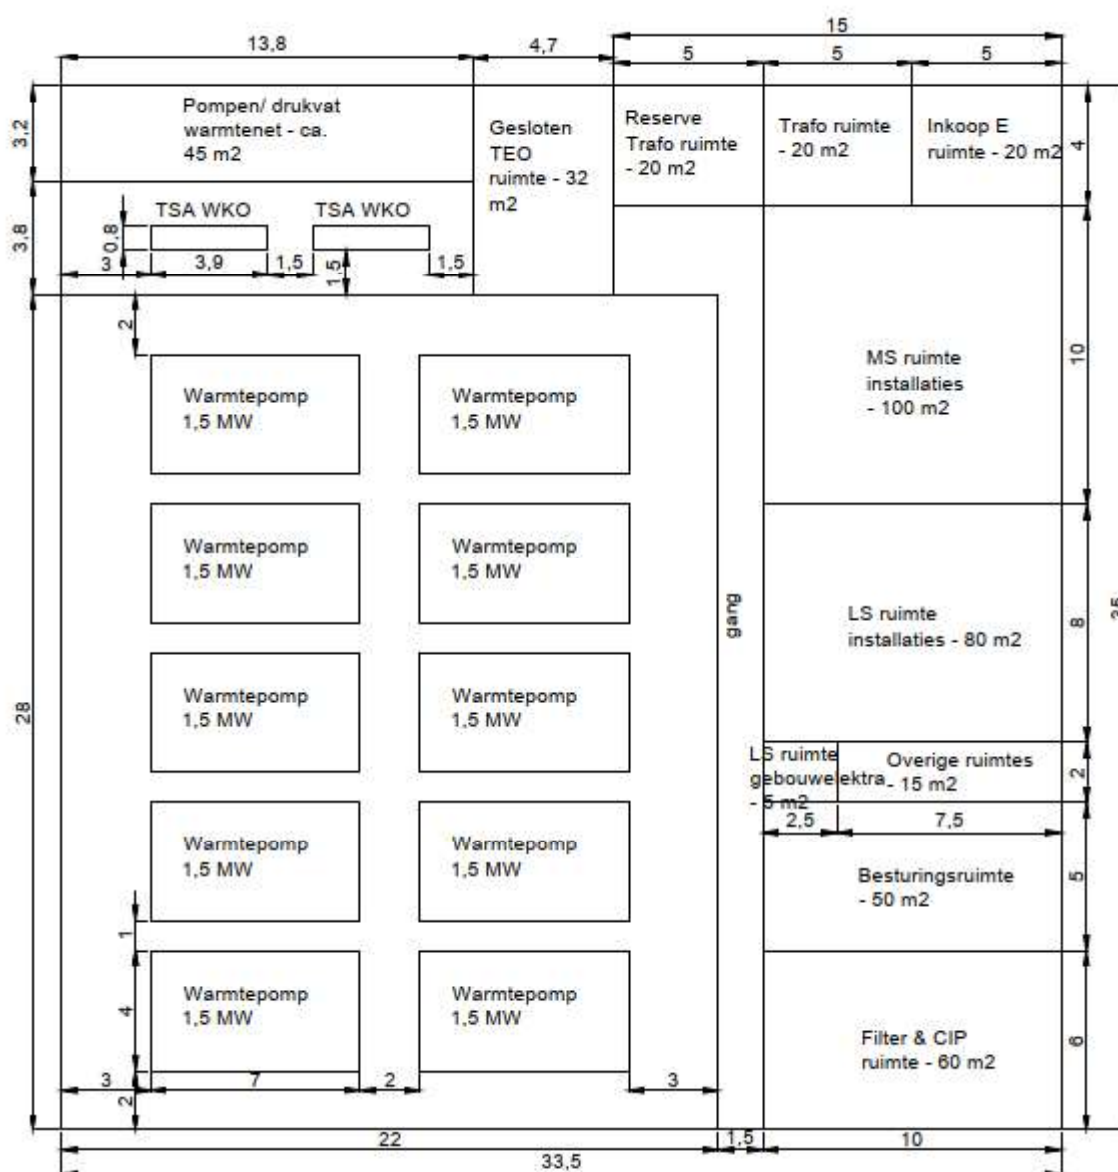 15
13,8
4,7
5
5
5
Pompen/ drukvat
warmtenet - ca.
45 m2
Gesloten
TEO
ruimte - 32
m2
Reserve
Trafo ruimte
- 20 m2
Trafo ruimte
- 20 m2
Inkoop E
ruimte - 20 m2
3,2
4
TSA WKO
TSA WKO
3,8
0,8
3
3,9
1,5
1,5
1,5
2
MS ruimte
installaties
- 100 m2
10
Warmtepomp
1,5 MW
Warmtepomp
1,5 MW
Warmtepomp
1,5 MW
Warmtepomp
1,5 MW
gang
LS ruimte
installaties - 80 m2
8
35
28
Warmtepomp
1,5 MW
Warmtepomp
1,5 MW
LS ruimte
gebouwelektra
- 5 m2
Overige ruimtes
- 15 m2
2
2,5
7,5
Warmtepomp
1,5 MW
Warmtepomp
1,5 MW
Besturingsruimte
- 50 m2
5
1
4
Warmtepomp
1,5 MW
Warmtepomp
1,5 MW
Filter & CIP
ruimte - 60 m2
6
3
7
2
3
2
22
1,5
10
33,5